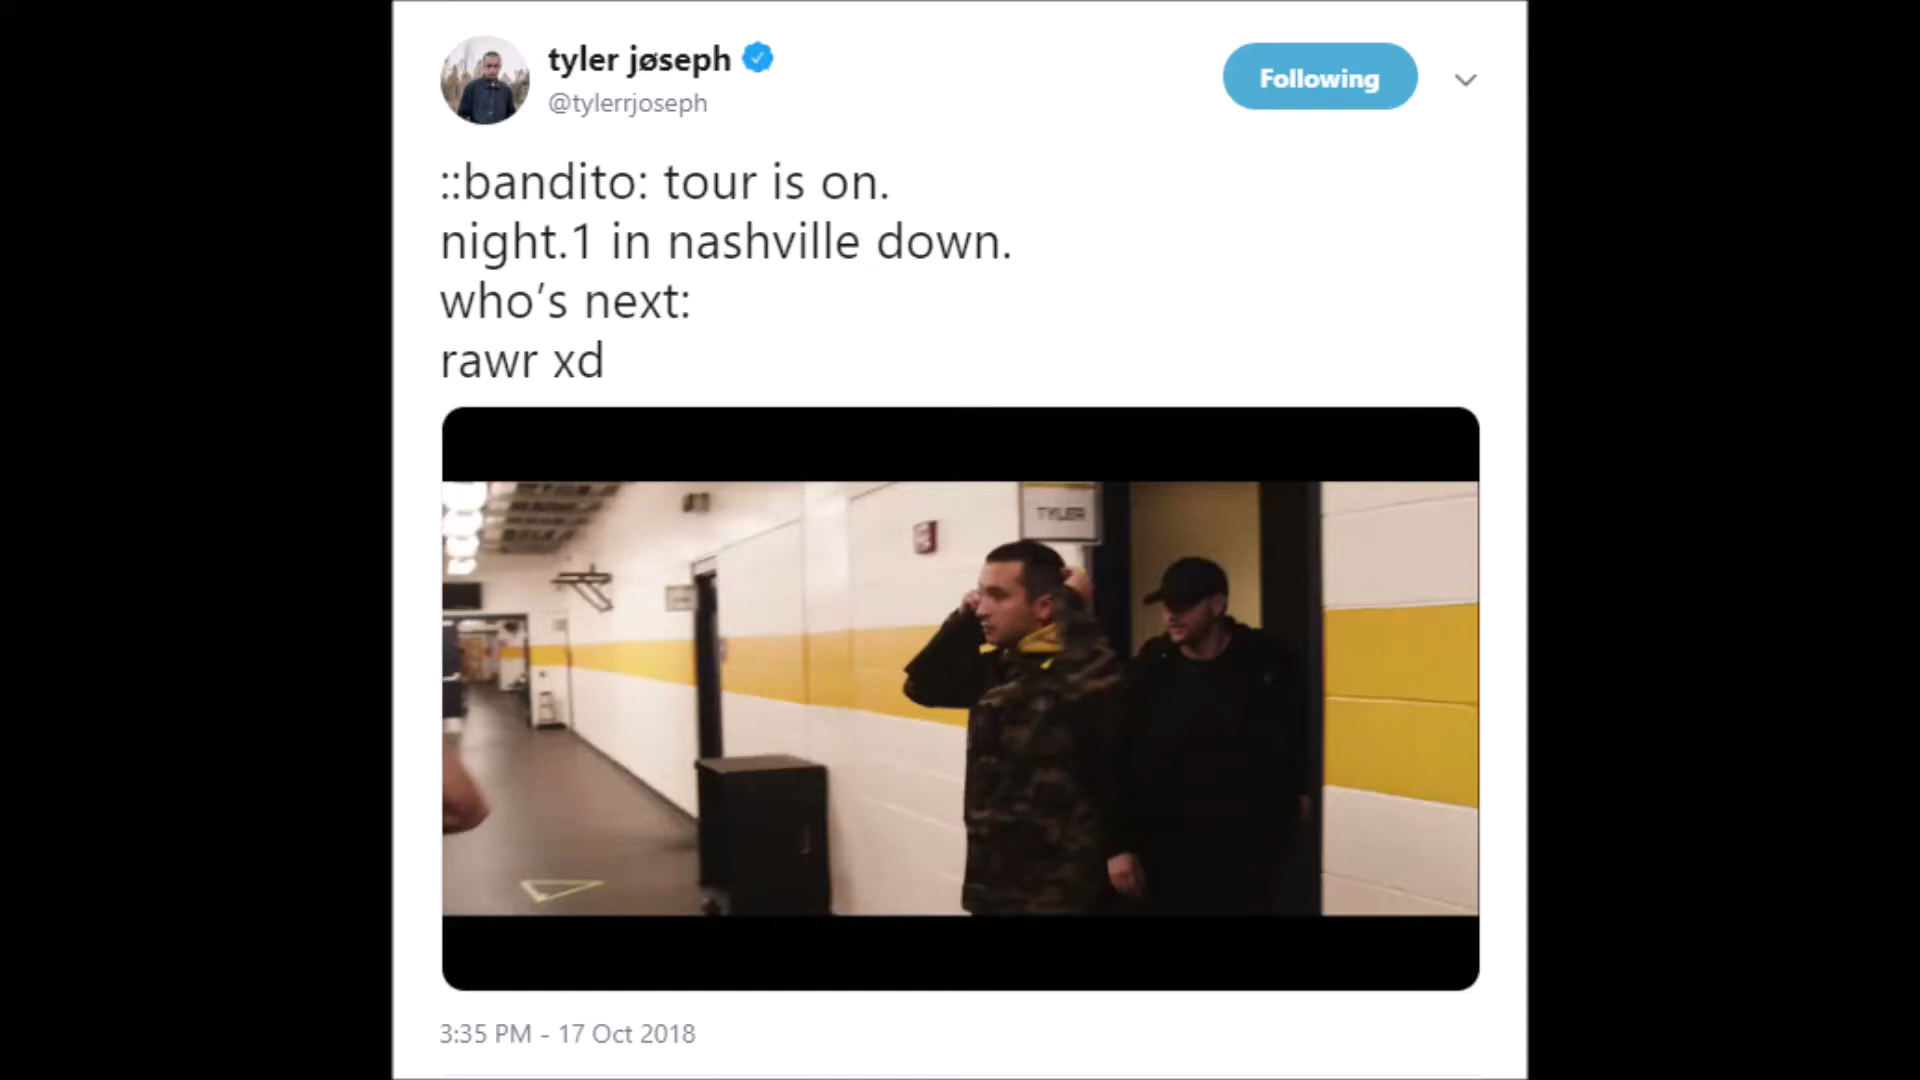 tyler jøseph
@tylerrjoseph
Following
::bandito: tour is on.
night.1 in nashville down.
who’s next:
rawr xd
TYLER
3:35 PM - 17 Oct 2018